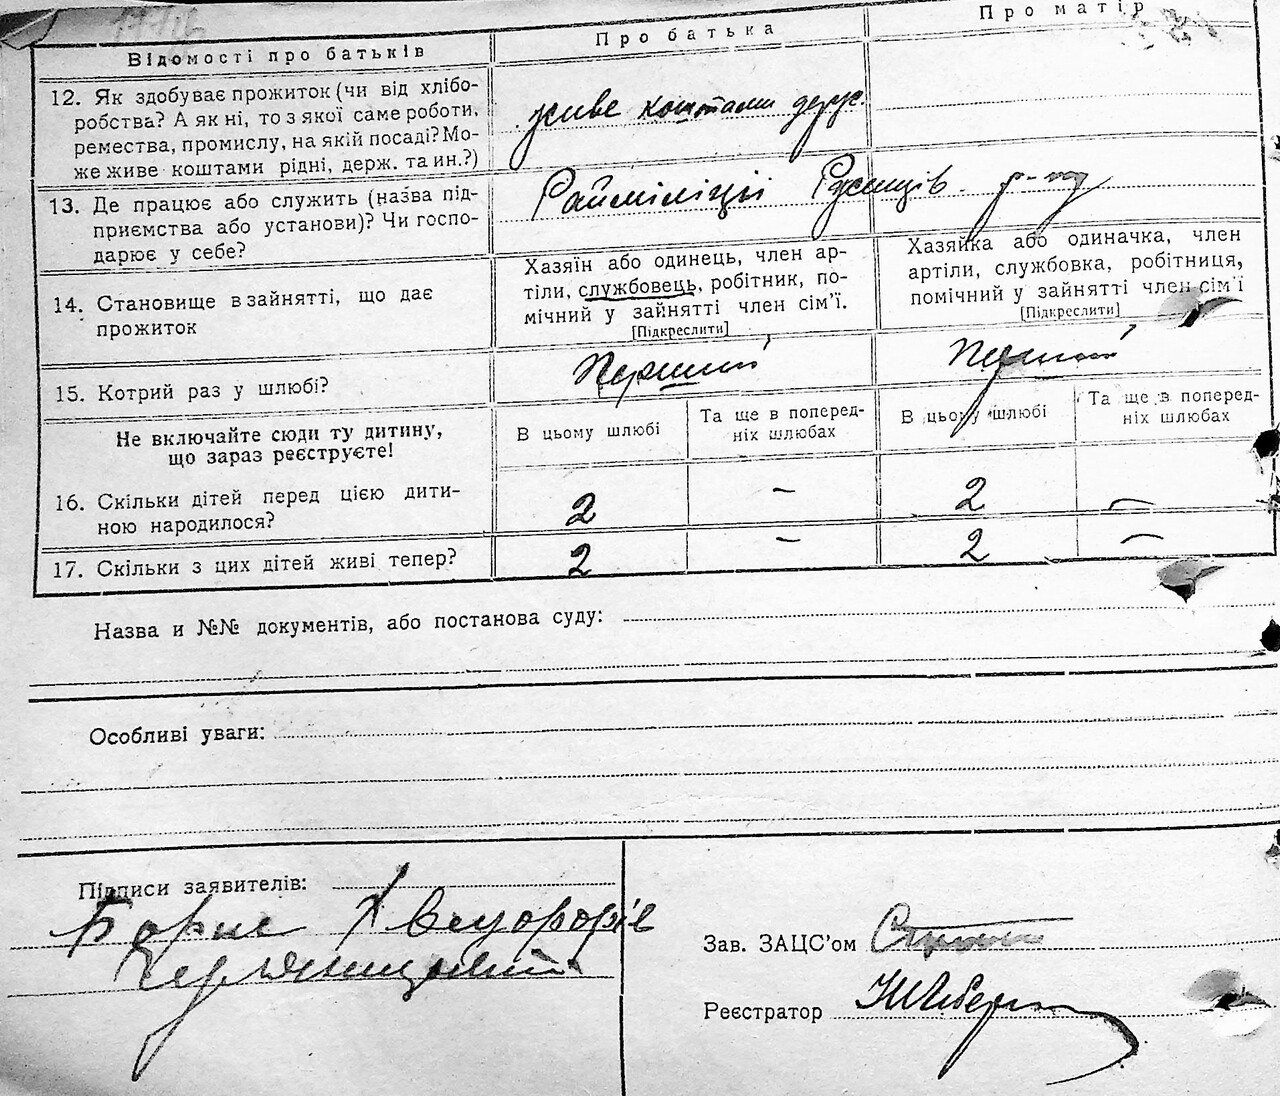 Відомості про батьків
Про батька
Про матір
12. Як здобуває прожиток (чи від хлібо-
робства? А як ні, то з якої саме роботи,
ремества, промислу, на якій посаді? Мо-
же живе коштами рідні, держ. та ин.?)
живе коштами держ.
13. Де працює або служить (назва під-
приємства або установи)? Чи госпо-
дарює у себе?
Райміліції р-ну
14. Становище в зайнятті, що дає
прожиток
Хазяїн або одинець, член ар-
тіли, службовець, робітник, по-
мічний у зайнятті член сім'ї.
[Підкреслити]
Хазяйка або одиначка, член
артіли, службовка, робітниця,
помічний у зайнятті член сім'ї
[Підкреслити]
15. Котрий раз у шлюбі?
Перший
Перший
Не включайте сюди ту дитину,
що зараз реєструєте!
В цьому шлюбі
Та ще в поперед-
ніх шлюбах
В цьому шлюбі
Та ще в поперед-
ніх шлюбах
16. Скільки дітей перед цією дити-
ною народилося?
2 – 2 –
17. Скільки з цих дітей живі тепер?
2 – 2 –
Назва и №№ документів, або постанова суду:
Особливі уваги:
Підписи заявителів:
Борис
Зав. ЗАЦС'ом
Реєстратор